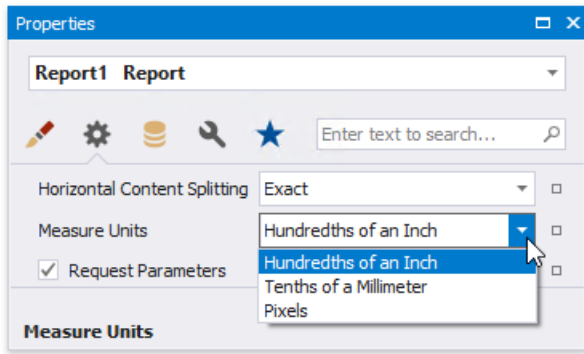 Properties
Report1 Report
Enter text to search...
Horizontal Content Splitting Exact
Measure Units Hundredths of an Inch
Hundredths of an Inch
Request Parameters
Tenths of a Millimeter
Pixels
Measure Units